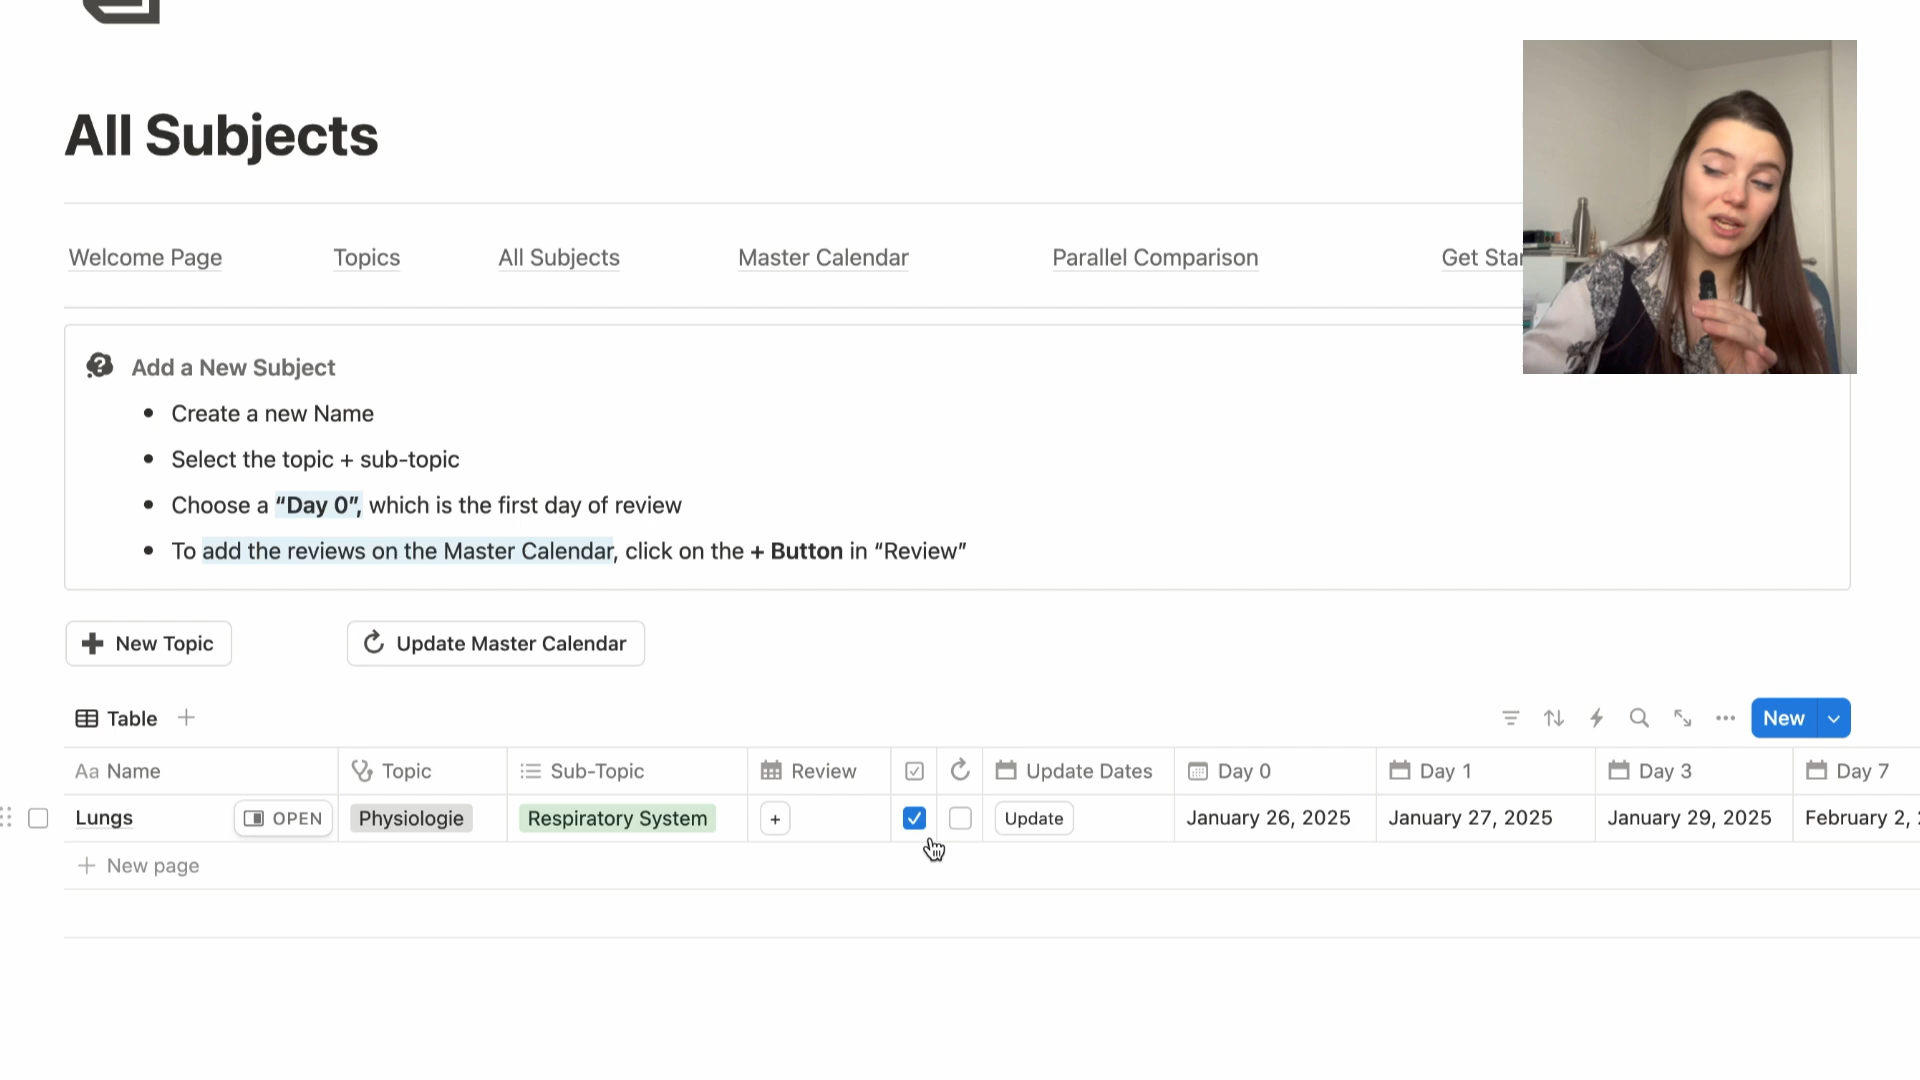 All Subjects
Welcome Page Topics All Subjects Master Calendar Parallel Comparison Get Star
Add a New Subject
• Create a new Name
• Select the topic + sub-topic
• Choose a “Day 0”, which is the first day of review
• To add the reviews on the Master Calendar, click on the + Button in “Review”
New Topic Update Master Calendar
Table
New
Aa Name Topic Sub-Topic Review Update Dates Day 0 Day 1 Day 3 Day 7
Lungs OPEN Physiologie Respiratory System + Update January 26, 2025 January 27, 2025 January 29, 2025 February 2,
+ New page